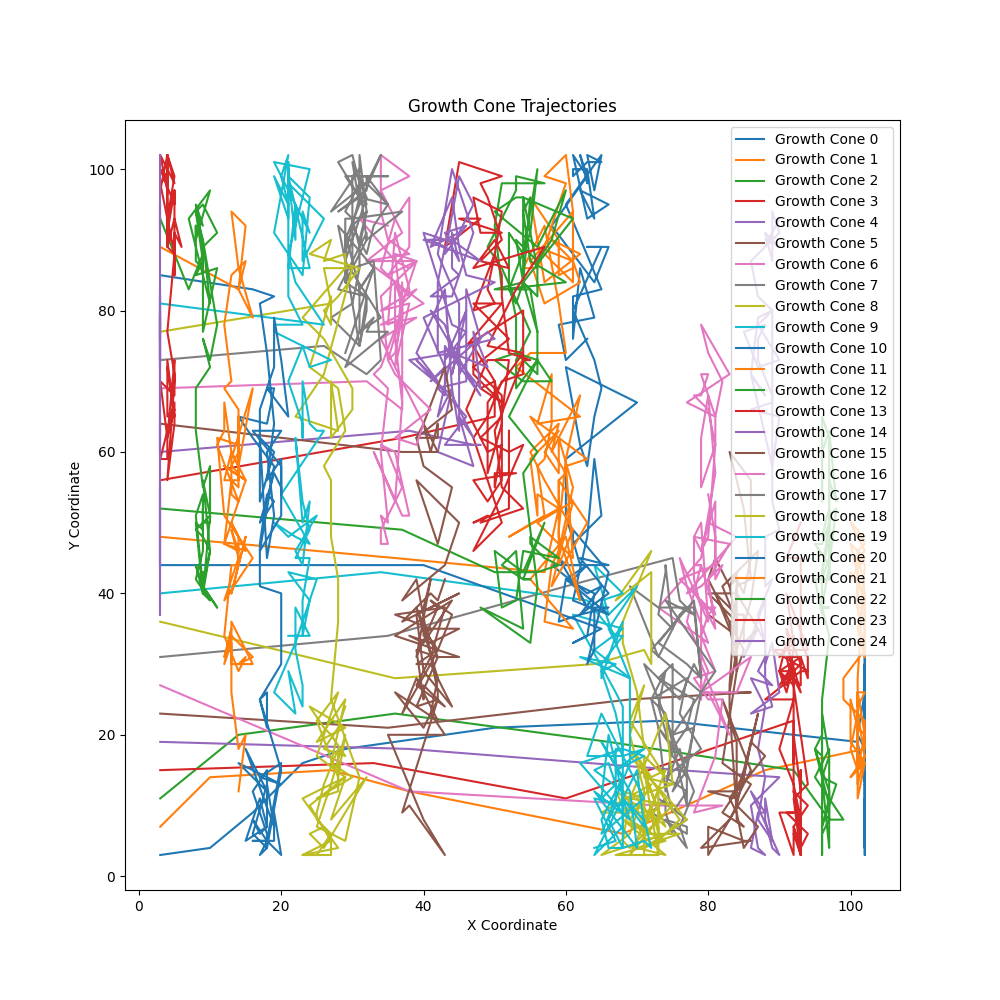 Growth Cone Trajectories
Y Coordinate
100
80
60
40
20
0
0 20 40 60 80 100
X Coordinate
Growth Cone 0
Growth Cone 1
Growth Cone 2
Growth Cone 3
Growth Cone 4
Growth Cone 5
Growth Cone 6
Growth Cone 7
Growth Cone 8
Growth Cone 9
Growth Cone 10
Growth Cone 11
Growth Cone 12
Growth Cone 13
Growth Cone 14
Growth Cone 15
Growth Cone 16
Growth Cone 17
Growth Cone 18
Growth Cone 19
Growth Cone 20
Growth Cone 21
Growth Cone 22
Growth Cone 23
Growth Cone 24